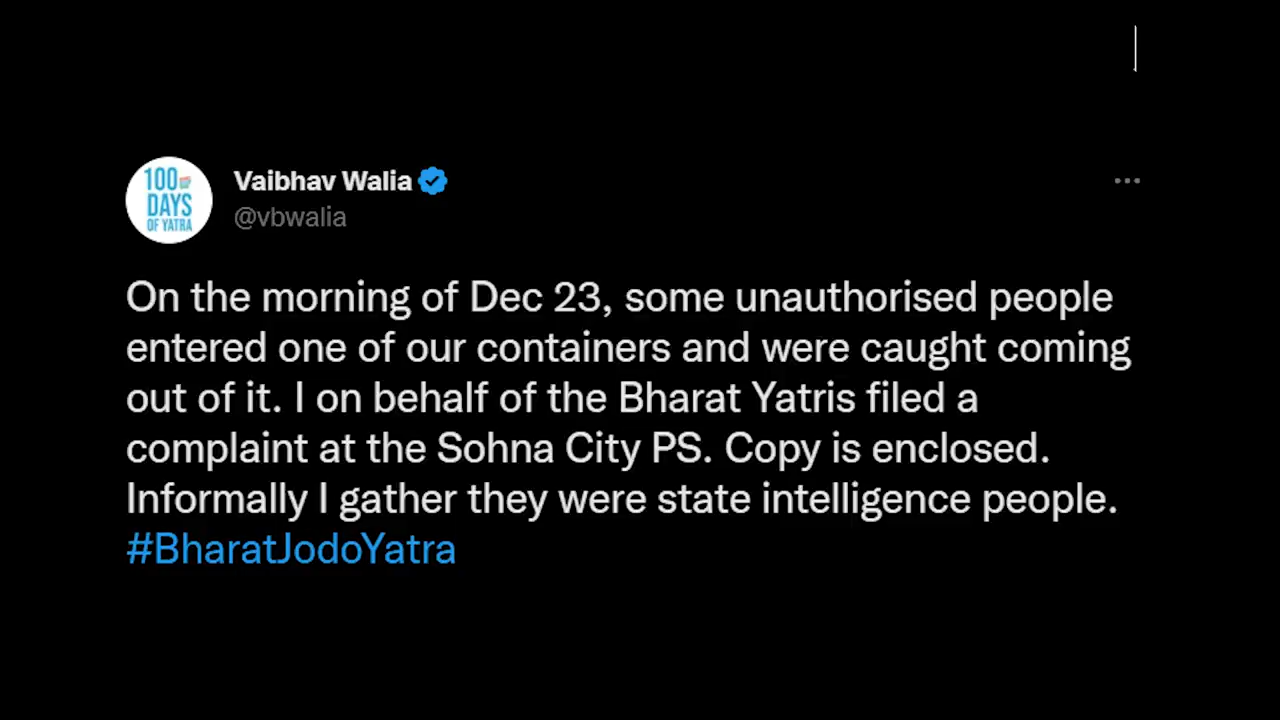 100
DAYS
OF YATRA
Vaibhav Walia
@vbwalia
On the morning of Dec 23, some unauthorised people
entered one of our containers and were caught coming
out of it. I on behalf of the Bharat Yatris filed a
complaint at the Sohna City PS. Copy is enclosed.
Informally I gather they were state intelligence people.
#BharatJodoYatra